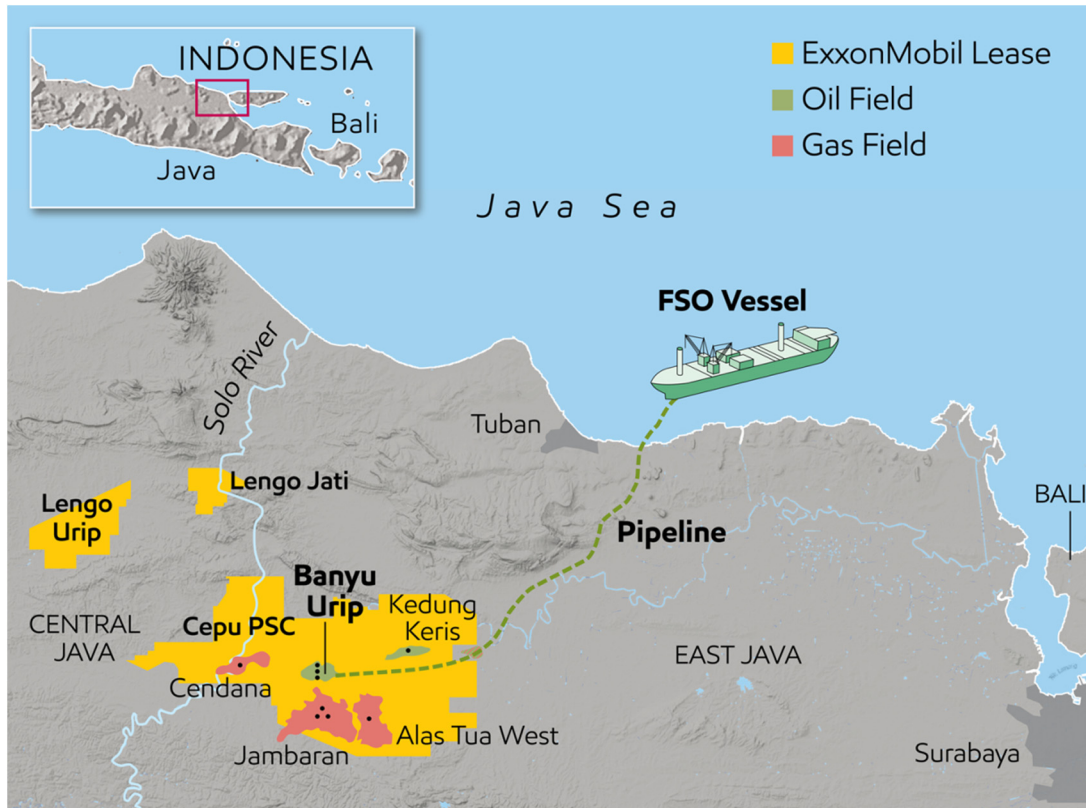 INDONESIA
Bali
Java
ExxonMobil Lease
Oil Field
Gas Field
Java Sea
FSO Vessel
Solo River
Tuban
Lengo Jati
Lengo
Urip
Pipeline
BALI
Banyu
Urip
Kedung
Keris
CENTRAL
JAVA
Cepu PSC
EAST JAVA
Cendana
Jambaran
Alas Tua West
Surabaya